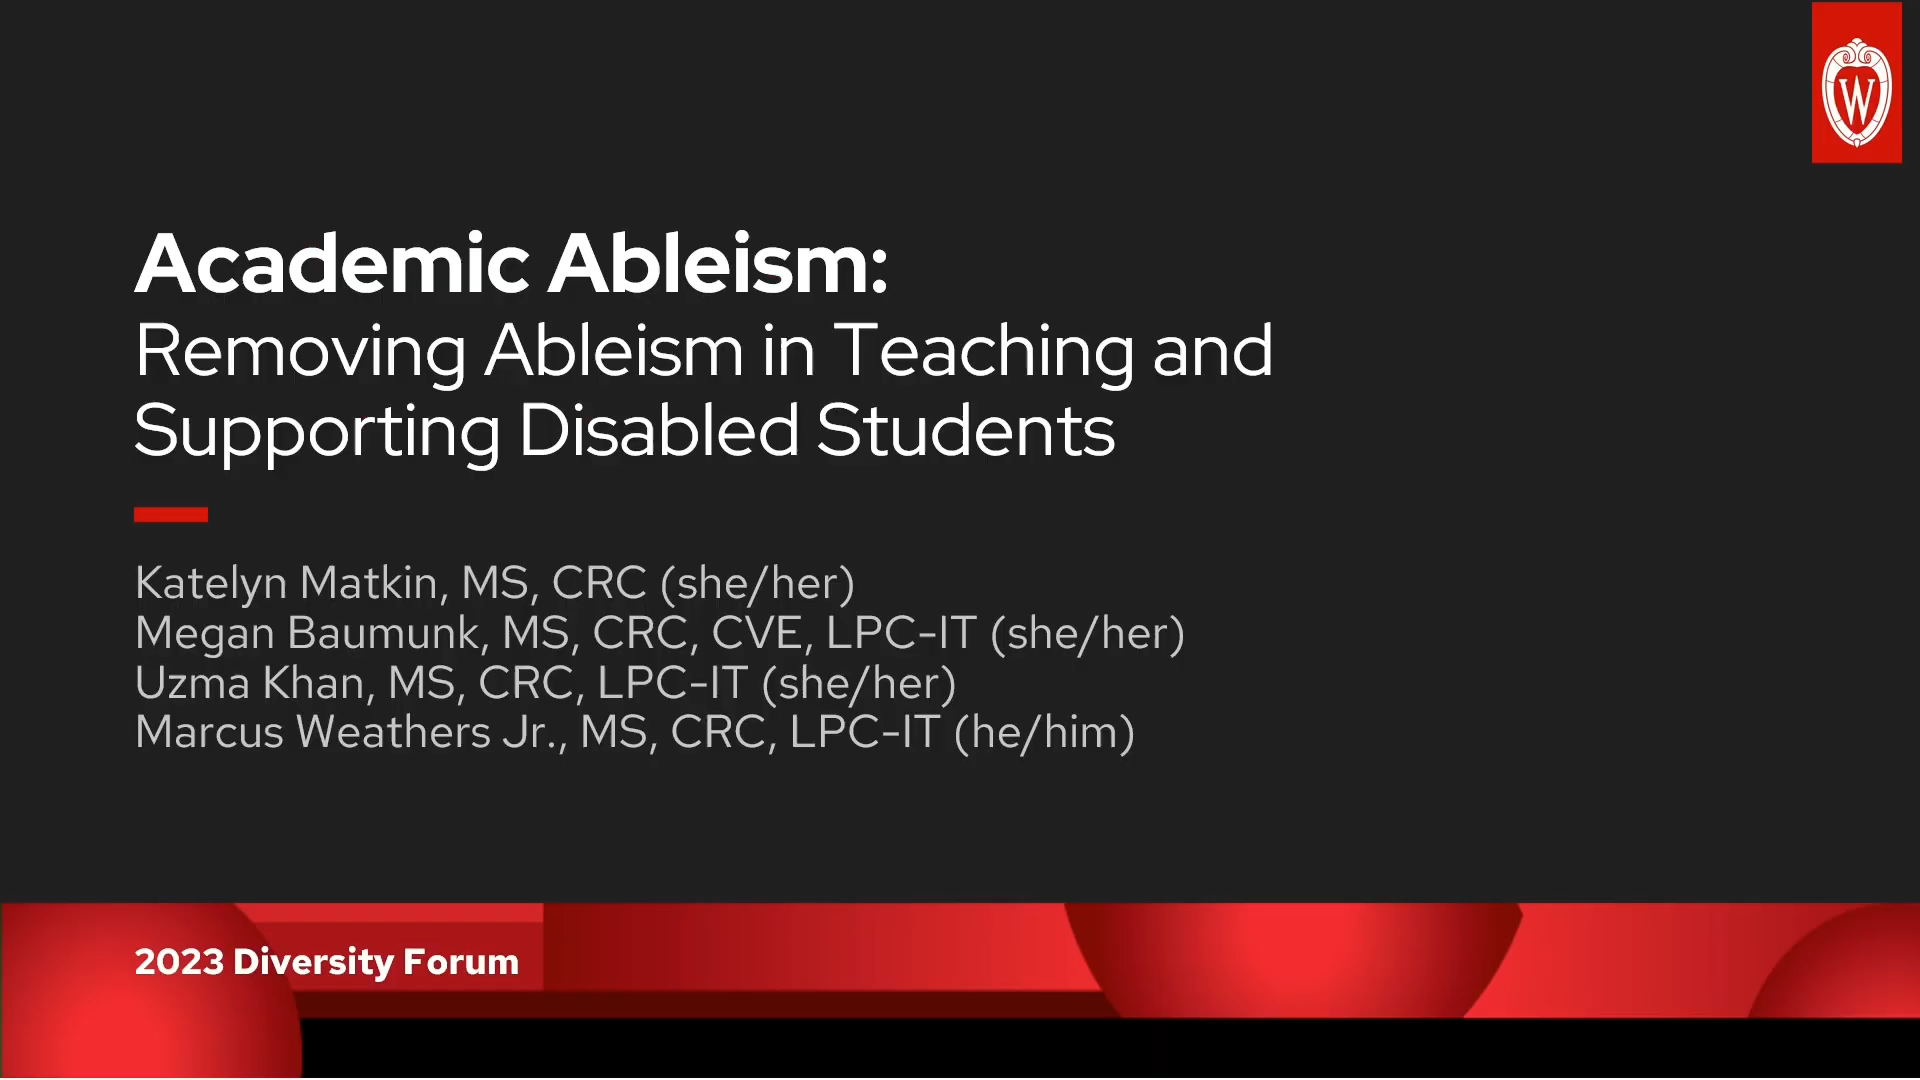 W
Academic Ableism:
Removing Ableism in Teaching and
Supporting Disabled Students
Katelyn Matkin, MS, CRC (she/her)
Megan Baumunk, MS, CRC, CVE, LPC-IT (she/her)
Uzma Khan, MS, CRC, LPC-IT (she/her)
Marcus Weathers Jr., MS, CRC, LPC-IT (he/him)
2023 Diversity Forum